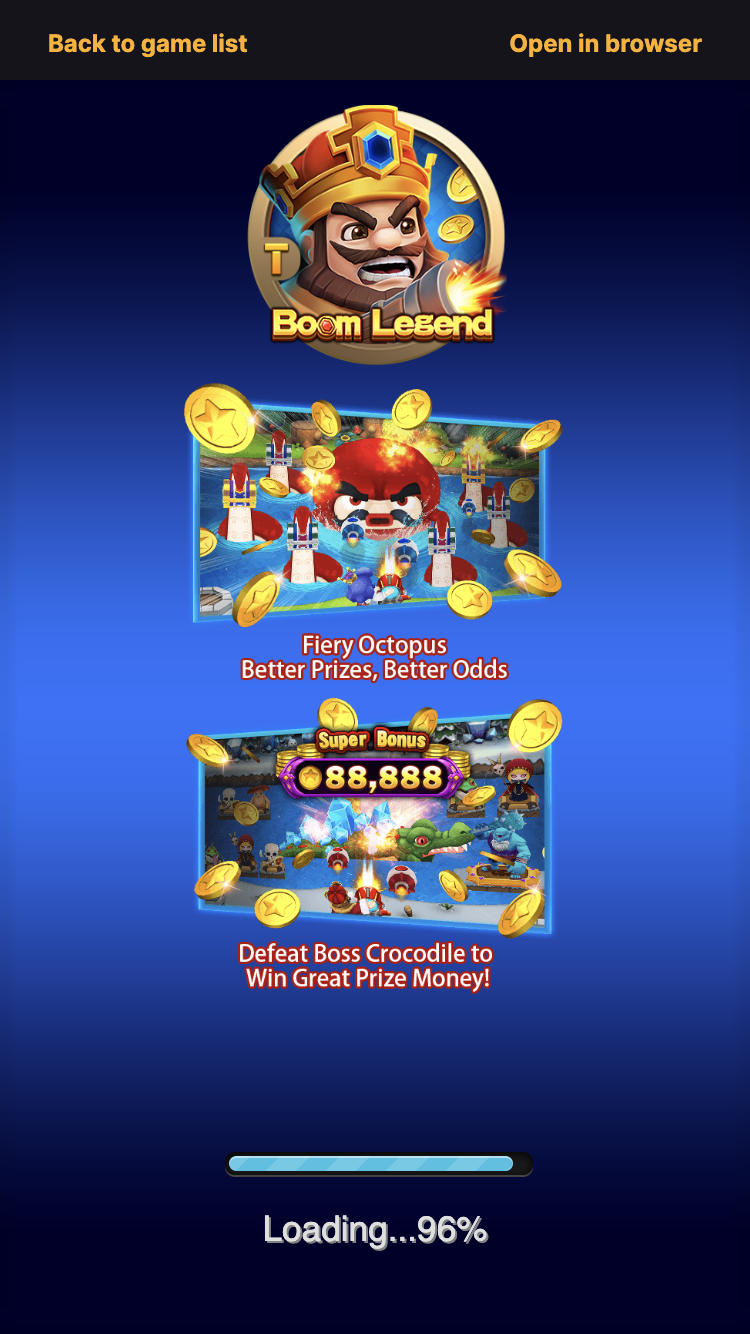 Back to game list
Open in browser
T
Boom Legend
Fiery Octopus
Better Prizes, Better Odds
Super Bonus
88,888
Defeat Boss Crocodile to
Win Great Prize Money!
Loading...96%